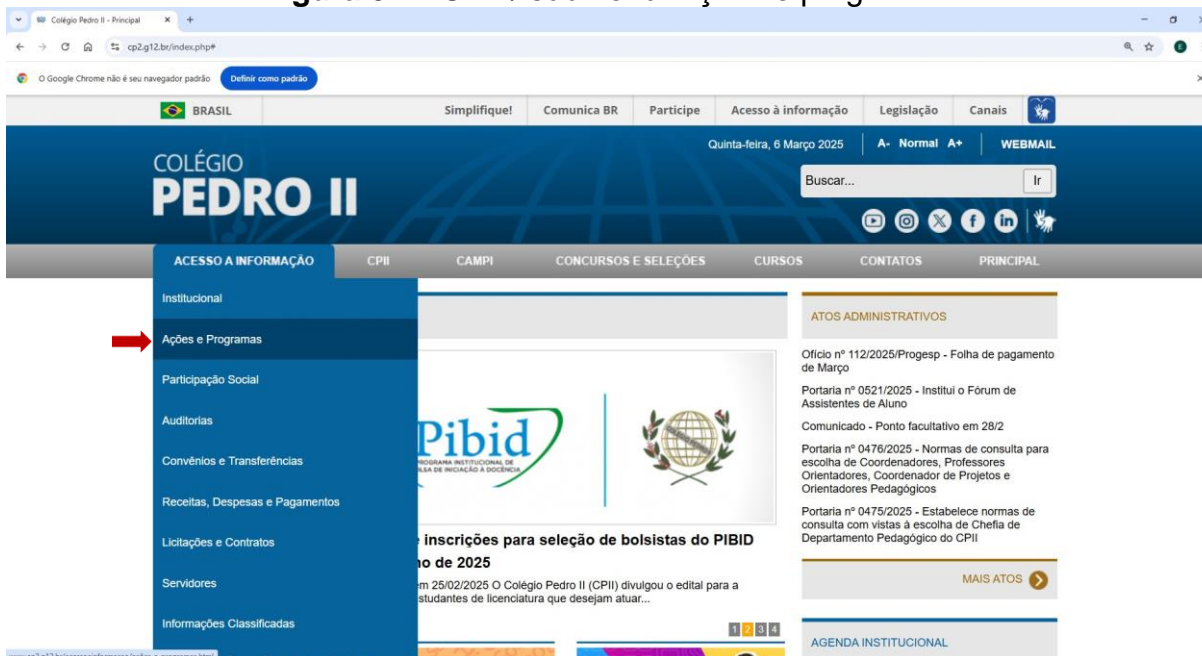 Colégio Pedro II - Principal
cp2.g12.br/index.php#
O Google Chrome não é seu navegador padrão
Definir como padrão
BRASIL
Simplifique!
Comunica BR
Participe
Acesso à informação
Legislação
Canais
Quinta-feira, 6 Março 2025
A- Normal A+
WEBMAIL
COLÉGIO
PEDRO II
Buscar...
Ir
ACESSO A INFORMAÇÃO
CPII
CAMPI
CONCURSOS E SELEÇÕES
CURSOS
CONTATOS
PRINCIPAL
Institucional
Ações e Programas
Participação Social
Auditorias
Convênios e Transferências
Receitas, Despesas e Pagamentos
Licitações e Contratos
Servidores
Informações Classificadas
Pibid
PROGRAMA INSTITUCIONAL DE
BOLSA DE INICIAÇÃO À DOCÊNCIA
inscrições para seleção de bolsistas do PIBID
de 2025
em 25/02/2025 O Colégio Pedro II (CPII) divulgou o edital para a
studantes de licenciatura que desejam atuar...
1 2 3 4
ATOS ADMINISTRATIVOS
Ofício nº 112/2025/Progesp - Folha de pagamento
de Março
Portaria nº 0521/2025 - Institui o Fórum de
Assistentes de Aluno
Comunicado - Ponto facultativo em 28/2
Portaria nº 0476/2025 - Normas de consulta para
escolha de Coordenadores, Professores
Orientadores, Coordenador de Projetos e
Orientadores Pedagógicos
Portaria nº 0475/2025 - Estabelece normas de
consulta com vistas à escolha de Chefia de
Departamento Pedagógico do CPII
MAIS ATOS
AGENDA INSTITUCIONAL